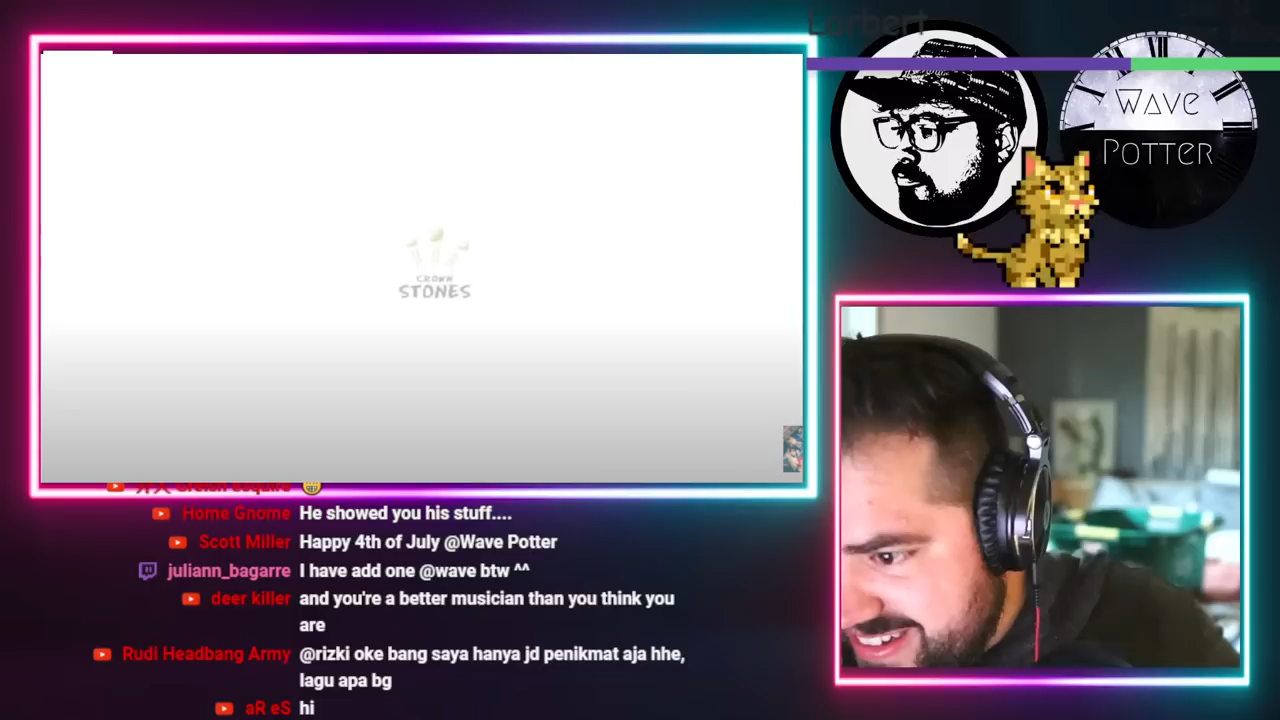 Larbert
WAVE
POTTER
CROWN
STONES
Home Gnome He showed you his stuff....
Scott Miller Happy 4th of July @Wave Potter
juliann_bagarre I have add one @wave btw ^^
deer killer and you're a better musician than you think you
are
Rudi Headbang Army @rizki oke bang saya hanya jd penikmat aja hhe,
lagu apa bg
aR eS hi